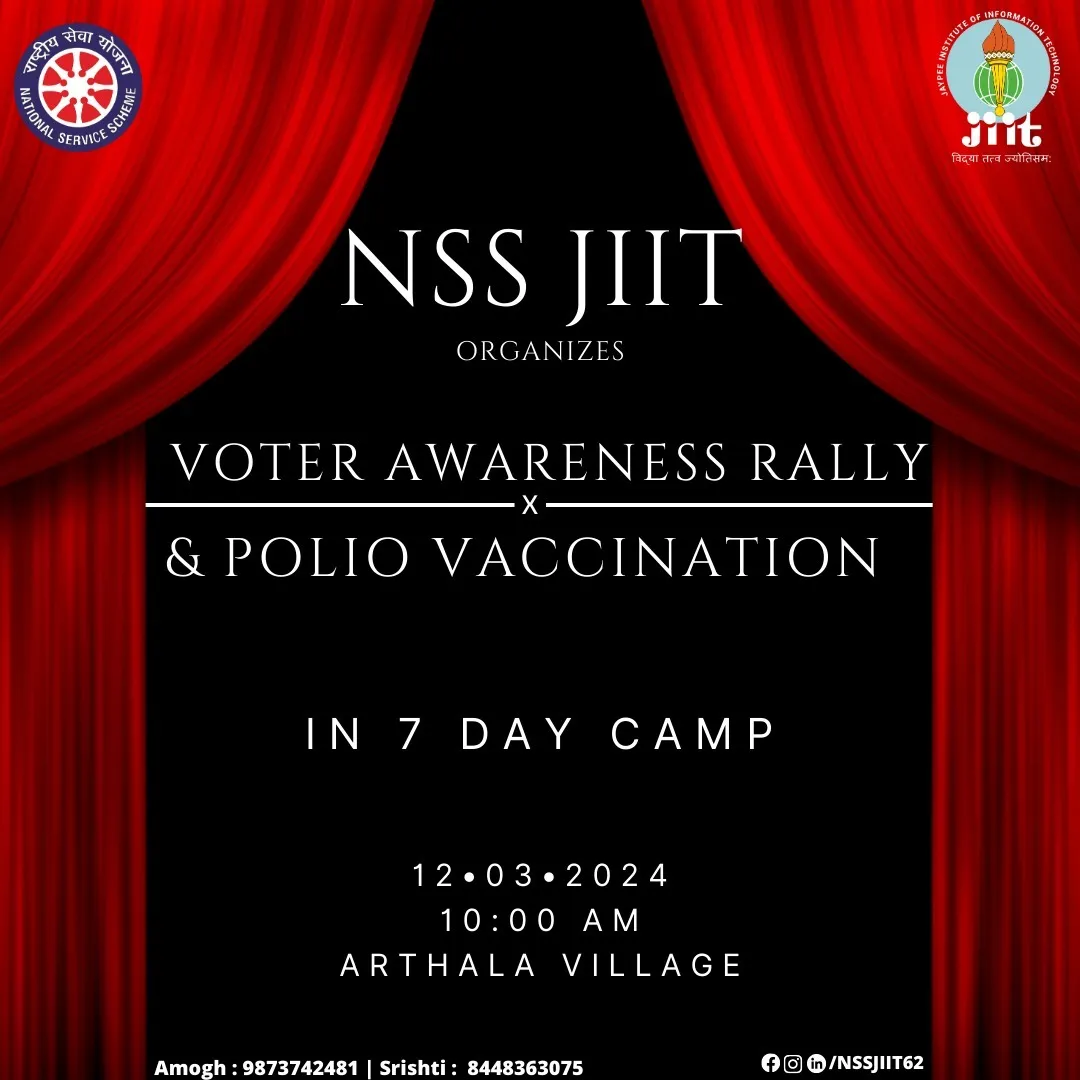 राष्ट्रीय सेवा योजना
NATIONAL SERVICE SCHEME
JAYPEE INSTITUTE OF INFORMATION TECHNOLOGY
jiit
विद्या तत्व ज्योतिसम:
NSS JIIT
ORGANIZES
VOTER AWARENESS RALLY
X
& POLIO VACCINATION
IN 7 DAY CAMP
12•03•2024
10:00 AM
ARTHALA VILLAGE
Amogh : 9873742481 | Srishti : 8448363075
/NSSJIIT62